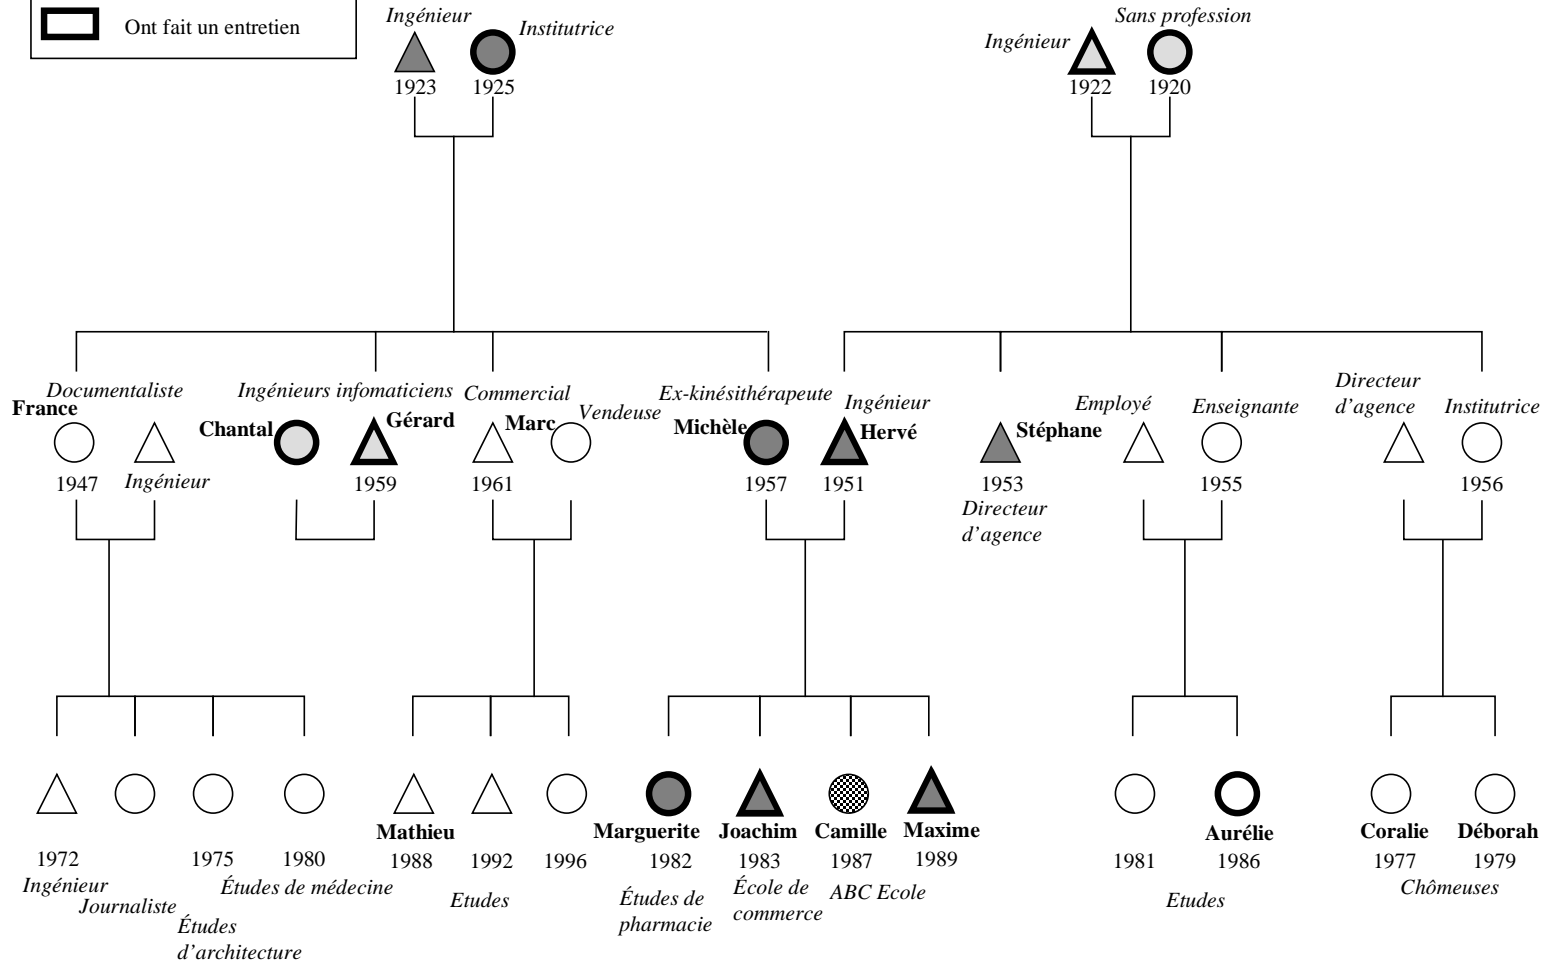 Ont fait un entretien
Ingénieur
Institutrice
1923
1925
Sans profession
Ingénieur
1922
1920
Documentaliste
France
1947
Ingénieur
Ingénieurs infomaticiens
Chantal
Gérard
1959
Commercial
Marc
Vendeuse
1961
Ex-kinésithérapeute
Michèle
1957
Ingénieur
Hervé
1951
Stéphane
1953
Directeur
d’agence
Employé
Enseignante
1955
Directeur
d’agence
Institutrice
1956
1972
Ingénieur
Journaliste
1975
Études
d’architecture
1980
Études de médecine
Mathieu
1988
1992
1996
Etudes
Marguerite
1982
Études de
pharmacie
Joachim
1983
École de
commerce
Camille
1987
ABC Ecole
Maxime
1989
1981
Aurélie
1986
Etudes
Coralie
1977
Déborah
1979
Chômeuses